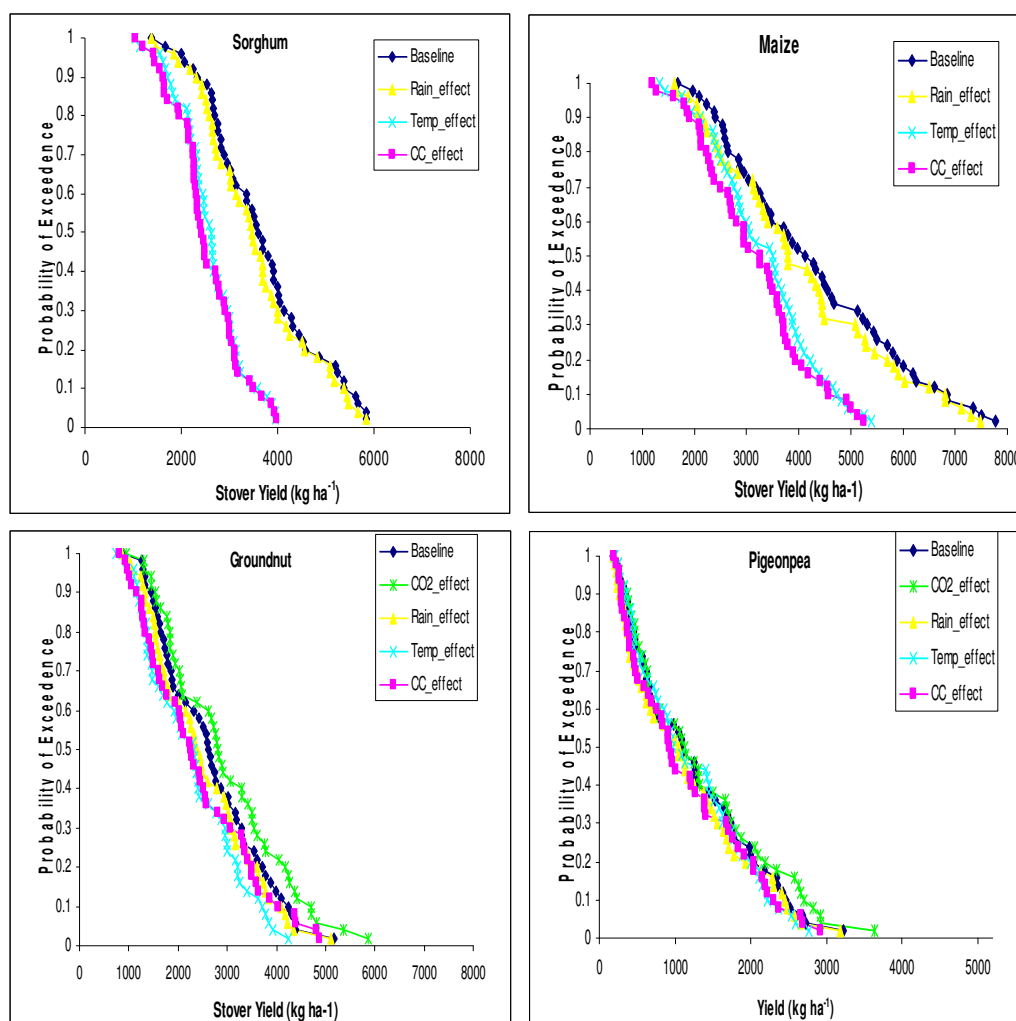 Sorghum
Probability of Exceedence
1
0.9
0.8
0.7
0.6
0.5
0.4
0.3
0.2
0.1
0
0 2000 4000 6000 8000
Stover Yield (kg ha-1)
Baseline
Rain_effect
Temp_effect
CC_effect
Maize
Probability of Exceedence
1
0.9
0.8
0.7
0.6
0.5
0.4
0.3
0.2
0.1
0
0 1000 2000 3000 4000 5000 6000 7000 8000
Stover Yield (kg ha-1)
Baseline
Rain_effect
Temp_effect
CC_effect
Groundnut
Probability of Exceedence
1
0.9
0.8
0.7
0.6
0.5
0.4
0.3
0.2
0.1
0
0 1000 2000 3000 4000 5000 6000 7000 8000
Stover Yield (kg ha-1)
Baseline
CO2_effect
Rain_effect
Temp_effect
CC_effect
Pigeonpea
Probability of Exceedence
1
0.9
0.8
0.7
0.6
0.5
0.4
0.3
0.2
0.1
0
0 1000 2000 3000 4000 5000
Yield (kg ha-1)
Baseline
CO2_effect
Rain_effect
Temp_effect
CC_effect